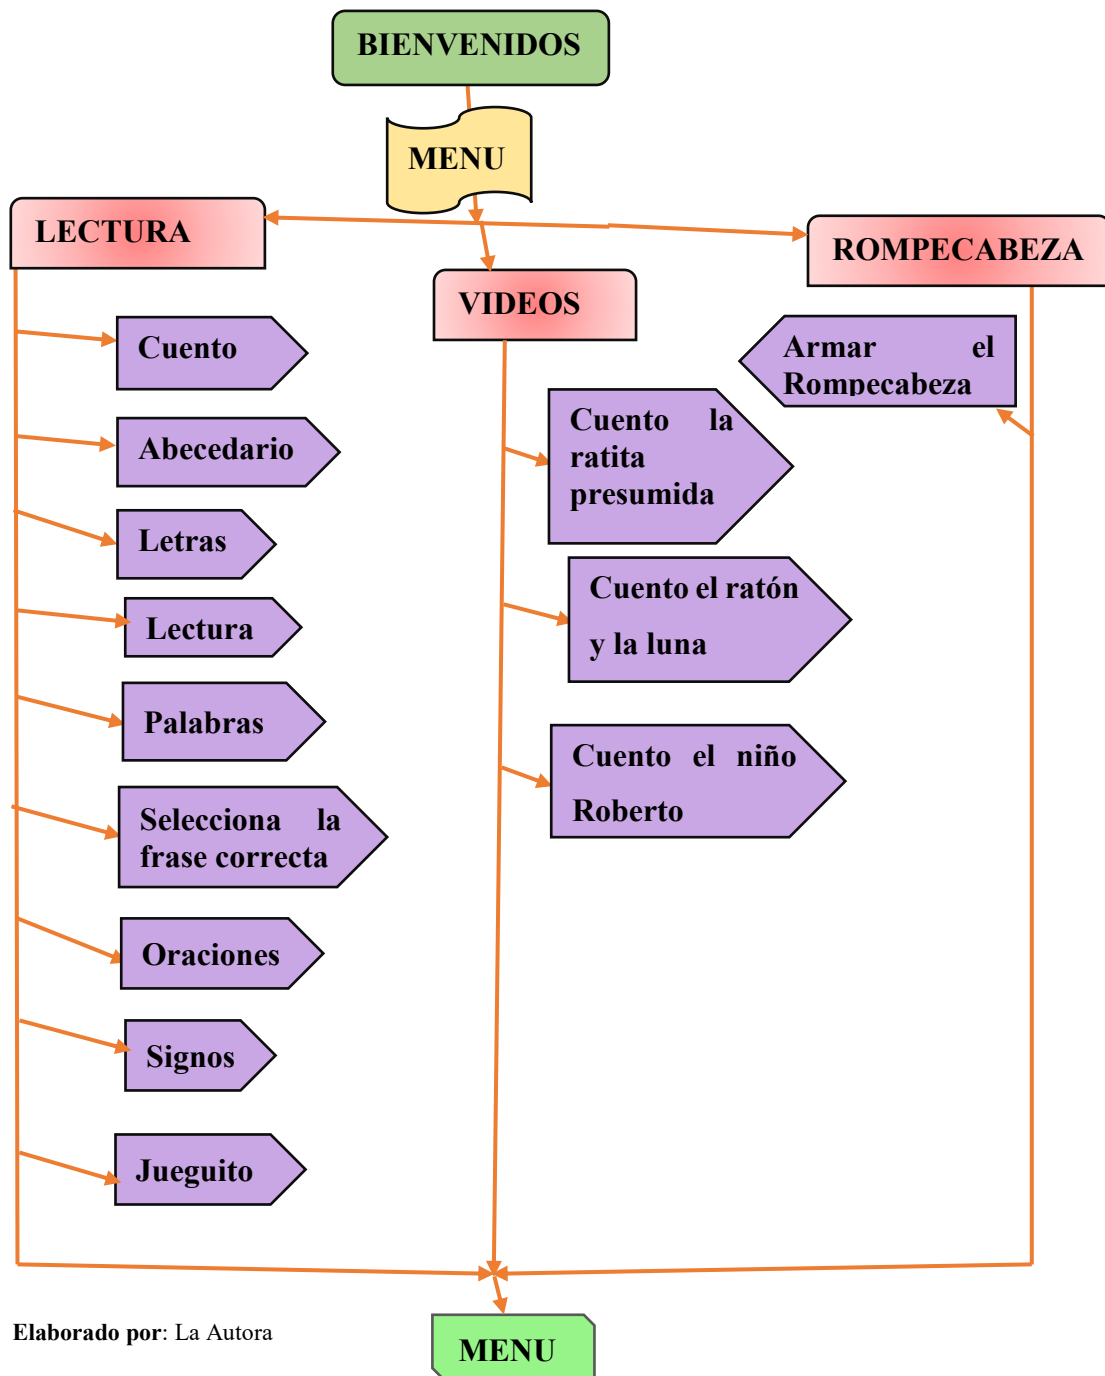 BIENVENIDOS
MENU
LECTURA
Cuento
Abecedario
Letras
Lectura
Palabras
Selecciona la
frase correcta
Oraciones
Signos
Jueguito
VIDEOS
Cuento la
ratita
presumida
Cuento el ratón
y la luna
Cuento el niño
Roberto
ROMPECABEZA
Armar el
Rompecabeza
MENU
Elaborado por: La Autora